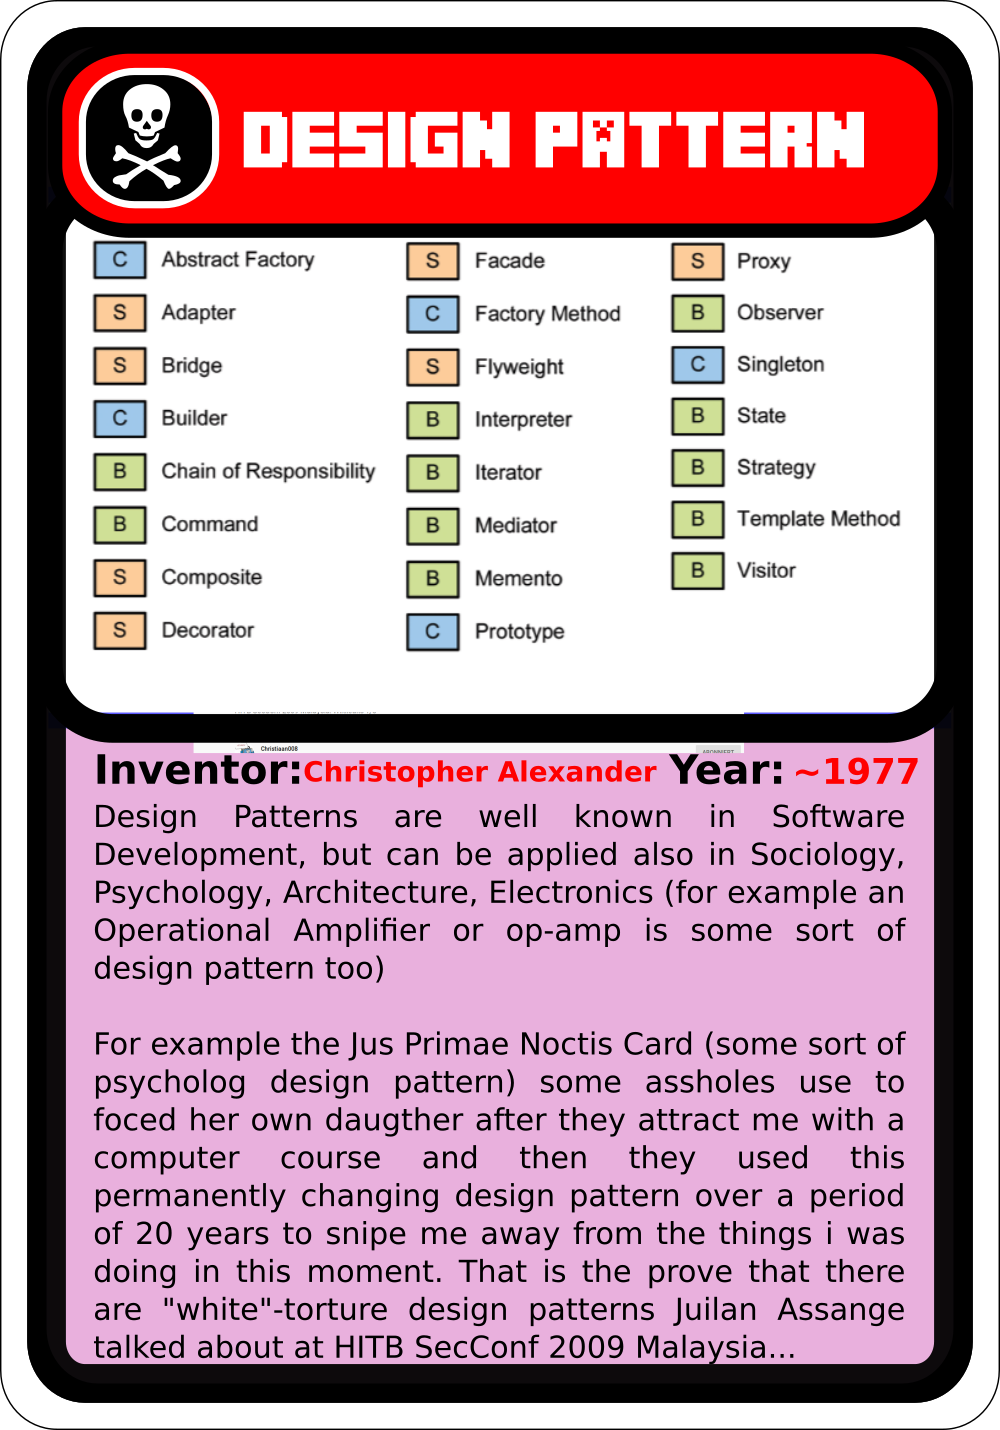 DESIGN PATTERN
C Abstract Factory
S Adapter
S Bridge
C Builder
B Chain of Responsibility
B Command
S Composite
S Decorator
S Facade
C Factory Method
S Flyweight
B Interpreter
B Iterator
B Mediator
B Memento
C Prototype
S Proxy
B Observer
C Singleton
B State
B Strategy
B Template Method
B Visitor
Christiaan008
Inventor:Christopher Alexander Year: ~1977
Design Patterns are well known in Software
Development, but can be applied also in Sociology,
Psychology, Architecture, Electronics (for example an
Operational Amplifier or op-amp is some sort of
design pattern too)
For example the Jus Primae Noctis Card (some sort of
psycholog design pattern) some assholes use to
foced her own daugther after they attract me with a
computer course and then they used this
permanently changing design pattern over a period
of 20 years to snipe me away from the things i was
doing in this moment. That is the prove that there
are "white"-torture design patterns Juilan Assange
talked about at HITB SecConf 2009 Malaysia...